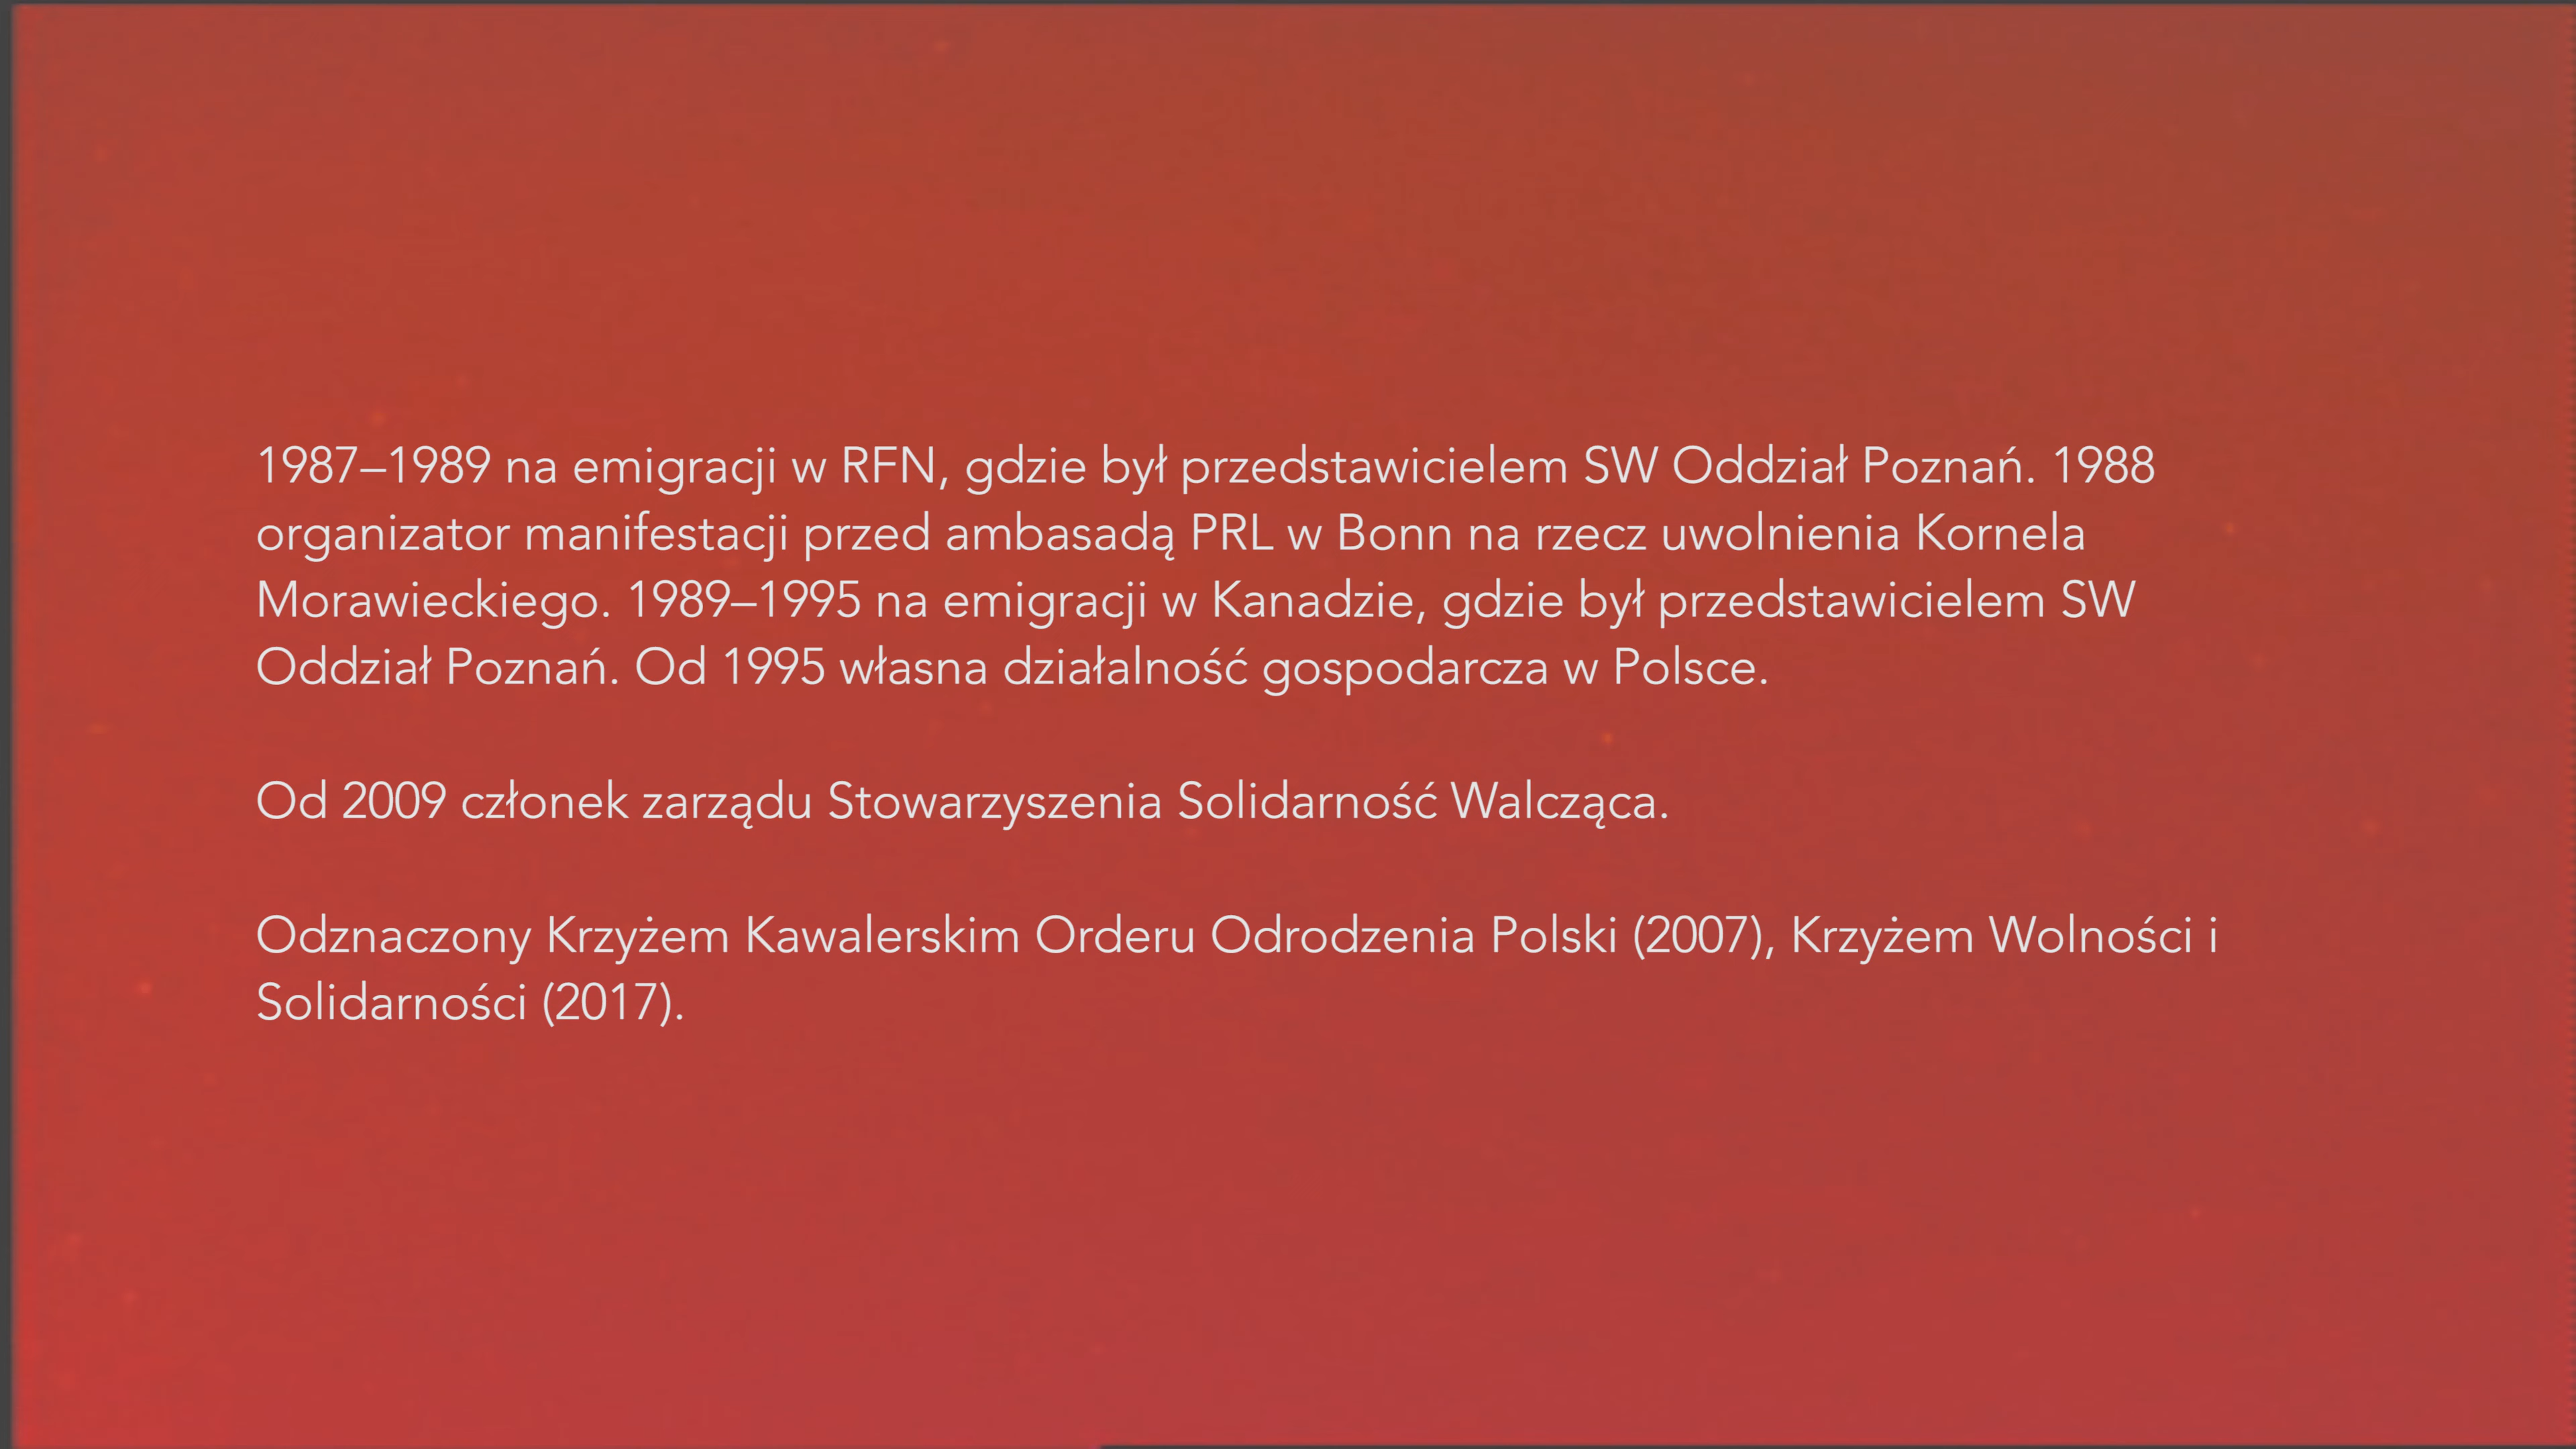 1987–1989 na emigracji w RFN, gdzie był przedstawicielem SW Oddział Poznań. 1988
organizator manifestacji przed ambasadą PRL w Bonn na rzecz uwolnienia Kornela
Morawieckiego. 1989–1995 na emigracji w Kanadzie, gdzie był przedstawicielem SW
Oddział Poznań. Od 1995 własna działalność gospodarcza w Polsce.
Od 2009 członek zarządu Stowarzyszenia Solidarność Walcząca.
Odznaczony Krzyżem Kawalerskim Orderu Odrodzenia Polski (2007), Krzyżem Wolności i
Solidarności (2017).